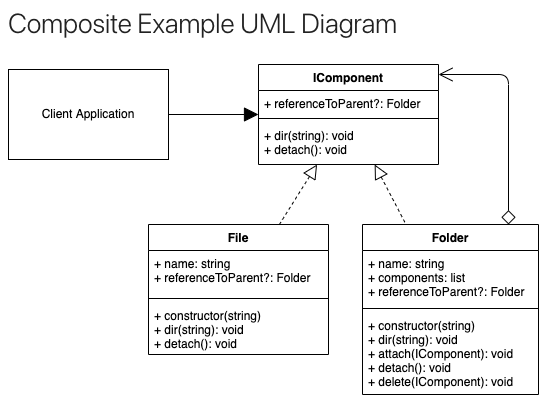 Composite Example UML Diagram
Client Application
IComponent
+ referenceToParent?: Folder
+ dir(string): void
+ detach(): void
File
+ name: string
+ referenceToParent?: Folder
+ constructor(string)
+ dir(string): void
+ detach(): void
Folder
+ name: string
+ components: list
+ referenceToParent?: Folder
+ constructor(string)
+ dir(string): void
+ attach(IComponent): void
+ detach(): void
+ delete(IComponent): void